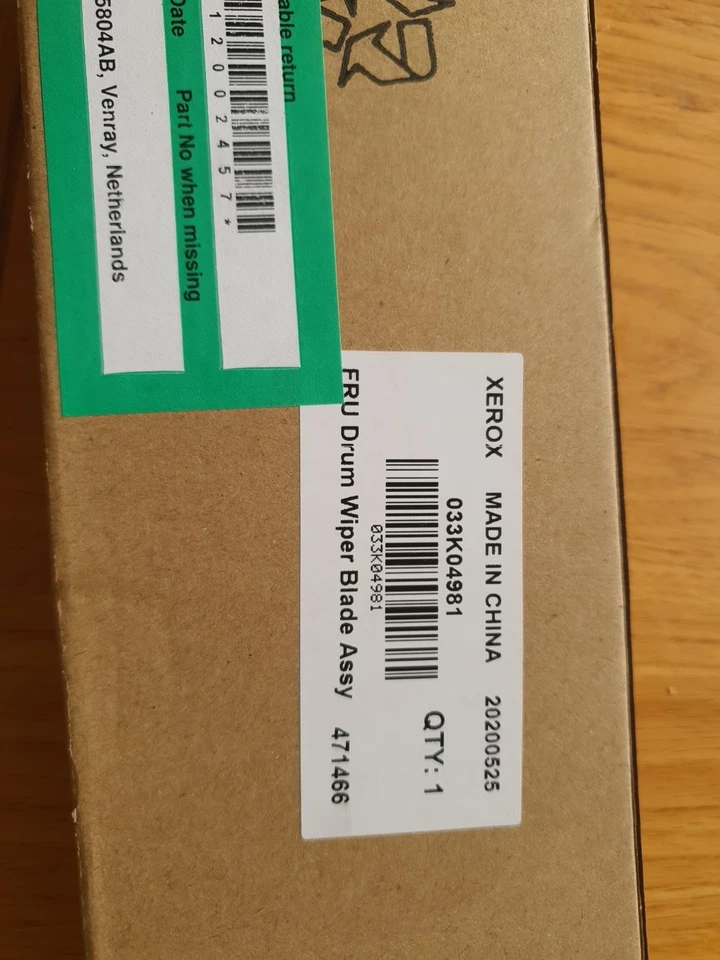 able return
1 2 0 0 2 4 5 7 *
Date Part No when missing
5804AB, Venray, Netherlands
XEROX MADE IN CHINA 20200525
033K04981
QTY: 1
033K04981
FRU Drum Wiper Blade Assy 471466